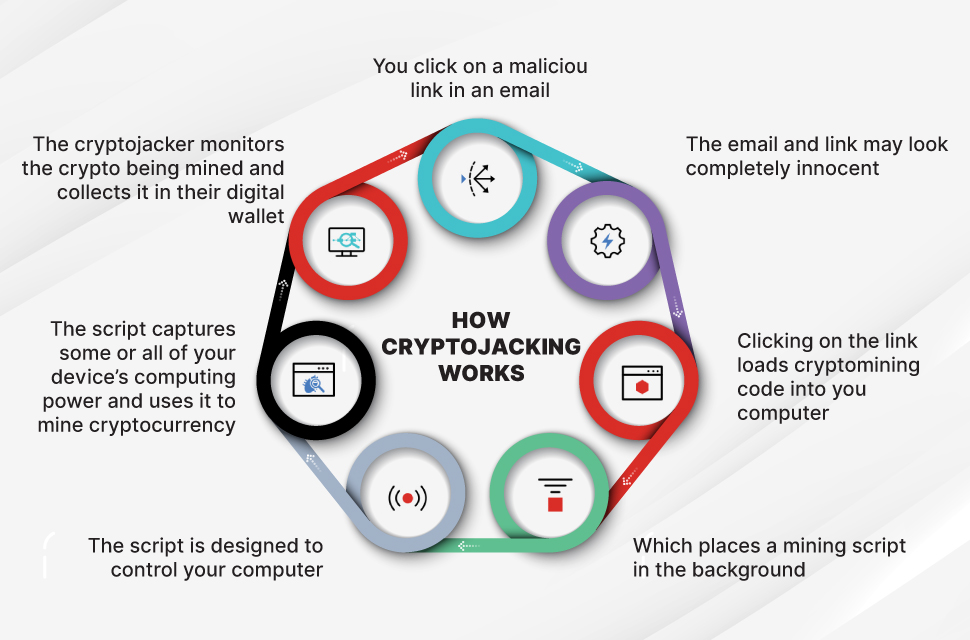 You click on a maliciou
link in an email
The email and link may look
completely innocent
Clicking on the link
loads cryptomining
code into you
computer
Which places a mining script
in the background
The script is designed to
control your computer
The script captures
some or all of your
device’s computing
power and uses it to
mine cryptocurrency
The cryptojacker monitors
the crypto being mined and
collects it in their digital
wallet
HOW
CRYPTOJACKING
WORKS